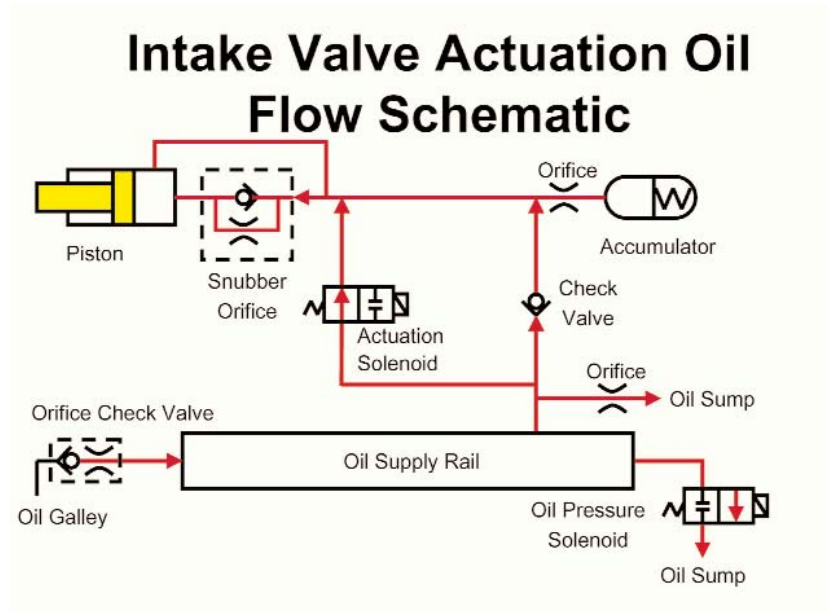 Intake Valve Actuation Oil
Flow Schematic
Orifice
Piston
Accumulator
Snubber
Orifice
Check
Valve
Actuation
Solenoid
Orifice
Oil Sump
Orifice Check Valve
Oil Supply Rail
Oil Galley
Oil Pressure
Solenoid
Oil Sump